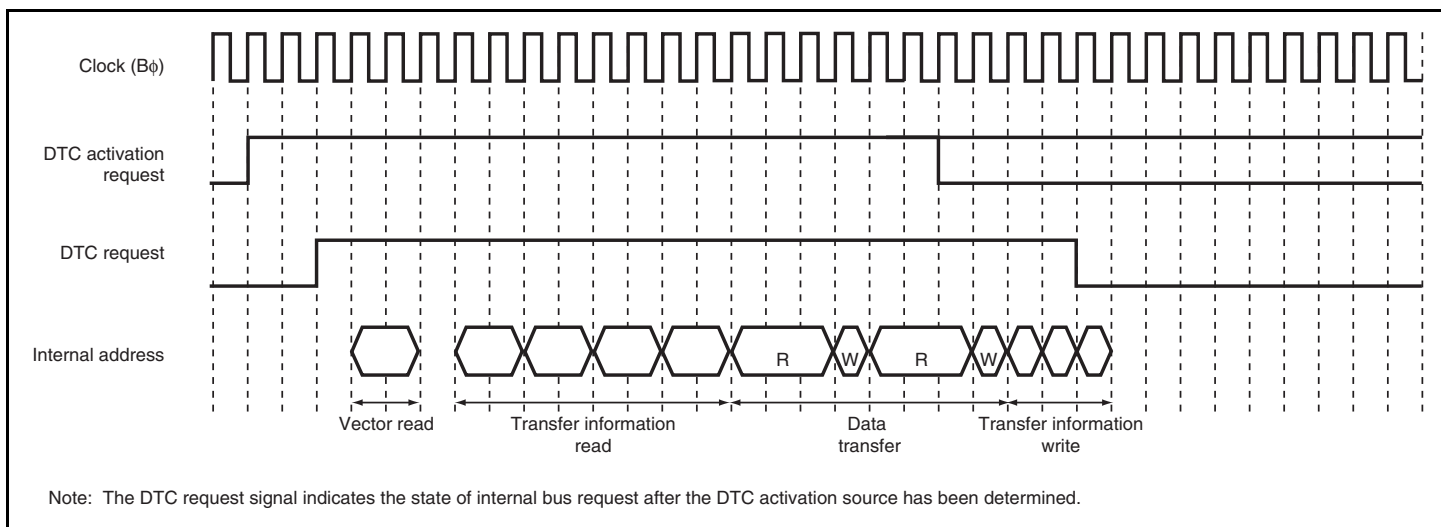 Clock (Bϕ)
DTC activation
request
DTC request
Internal address
R
W
R
W
Vector read
Transfer information
read
Data
transfer
Transfer information
write
Note: The DTC request signal indicates the state of internal bus request after the DTC activation source has been determined.